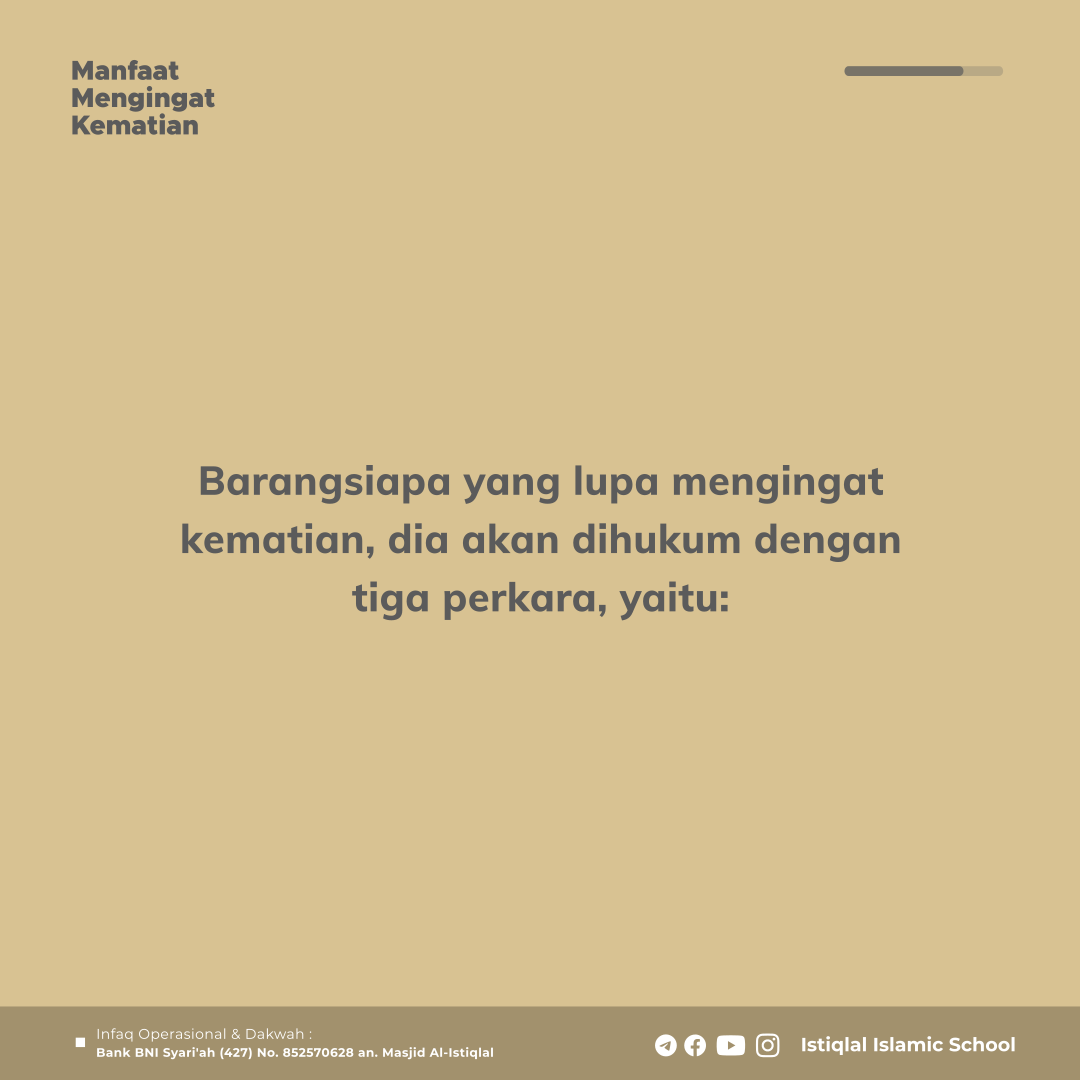 Manfaat
Mengingat
Kematian
Barangsiapa yang lupa mengingat
kematian, dia akan dihukum dengan
tiga perkara, yaitu:
Infaq Operasional & Dakwah :
Bank BNI Syari'ah (427) No. 852570628 an. Masjid Al-Istiqlal
Istiqlal Islamic School